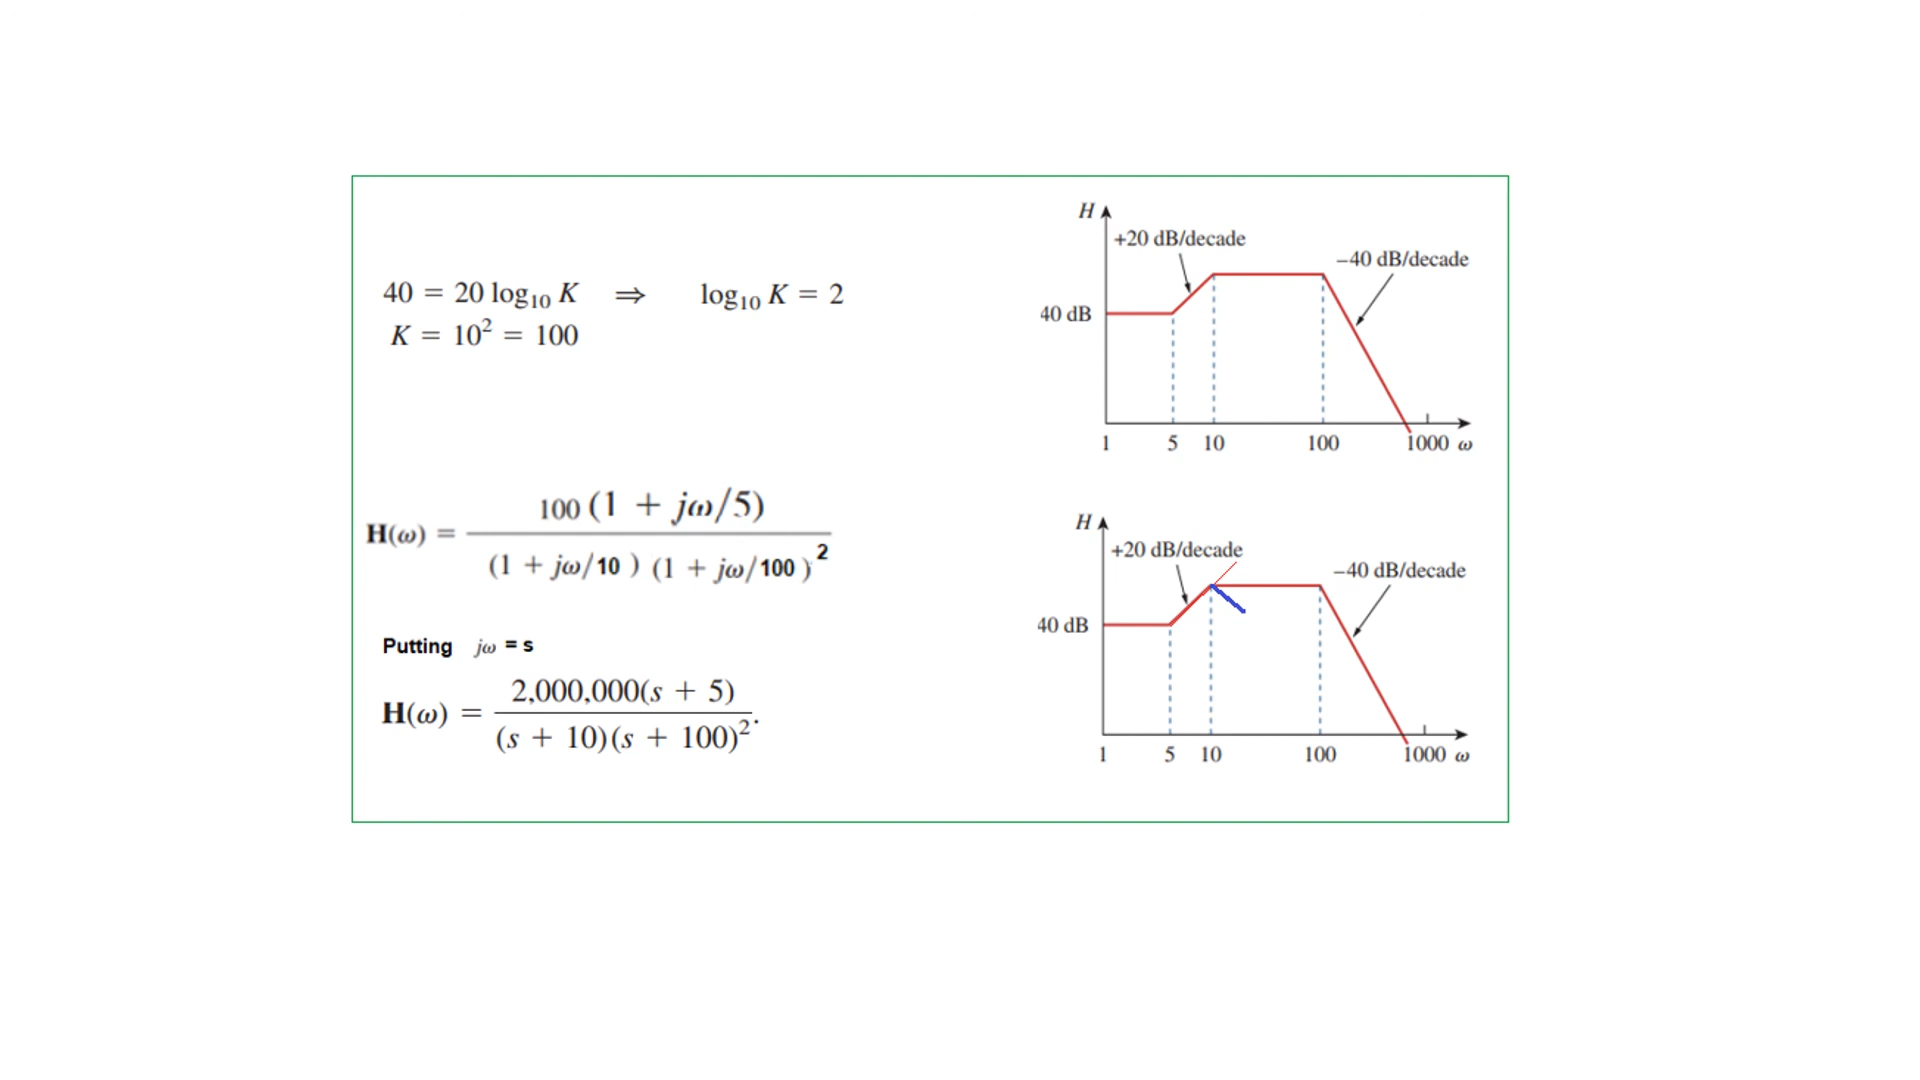 40 = 20 log₁₀ K ⇒ log₁₀ K = 2
K = 10² = 100
H(ω) = 100 (1 + jω/5)
(1 + jω/10 ) (1 + jω/100 )²
Putting jω = s
H(ω) = 2,000,000(s + 5)
(s + 10)(s + 100)².
H
+20 dB/decade
−40 dB/decade
40 dB
1 5 10 100 1000 ω
H
+20 dB/decade
−40 dB/decade
40 dB
1 5 10 100 1000 ω